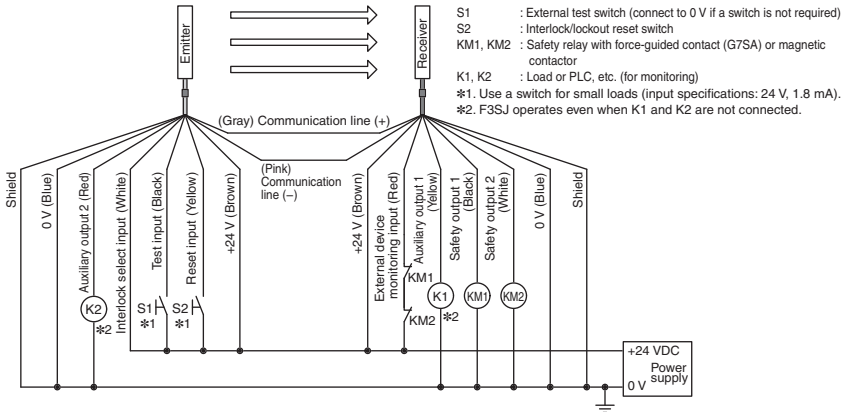 Emitter
Receiver
S1 : External test switch (connect to 0 V if a switch is not required)
S2 : Interlock/lockout reset switch
KM1, KM2 : Safety relay with force-guided contact (G7SA) or magnetic
contactor
K1, K2 : Load or PLC, etc. (for monitoring)
✻1. Use a switch for small loads (input specifications: 24 V, 1.8 mA).
✻2. F3SJ operates even when K1 and K2 are not connected.
(Gray) Communication line (+)
(Pink)
Communication
line (−)
Shield
0 V (Blue)
Auxiliary output 2 (Red)
Interlock select input (White)
Test input (Black)
Reset input (Yellow)
+24 V (Brown)
+24 V (Brown)
External device
monitoring input (Red)
Auxiliary output 1
(Yellow)
Safety output 1
(Black)
Safety output 2
(White)
0 V (Blue)
Shield
K2
✻2
S1
✻1
S2
✻1
KM1
KM2
K1
✻2
KM1
KM2
+24 VDC
Power
supply
0 V